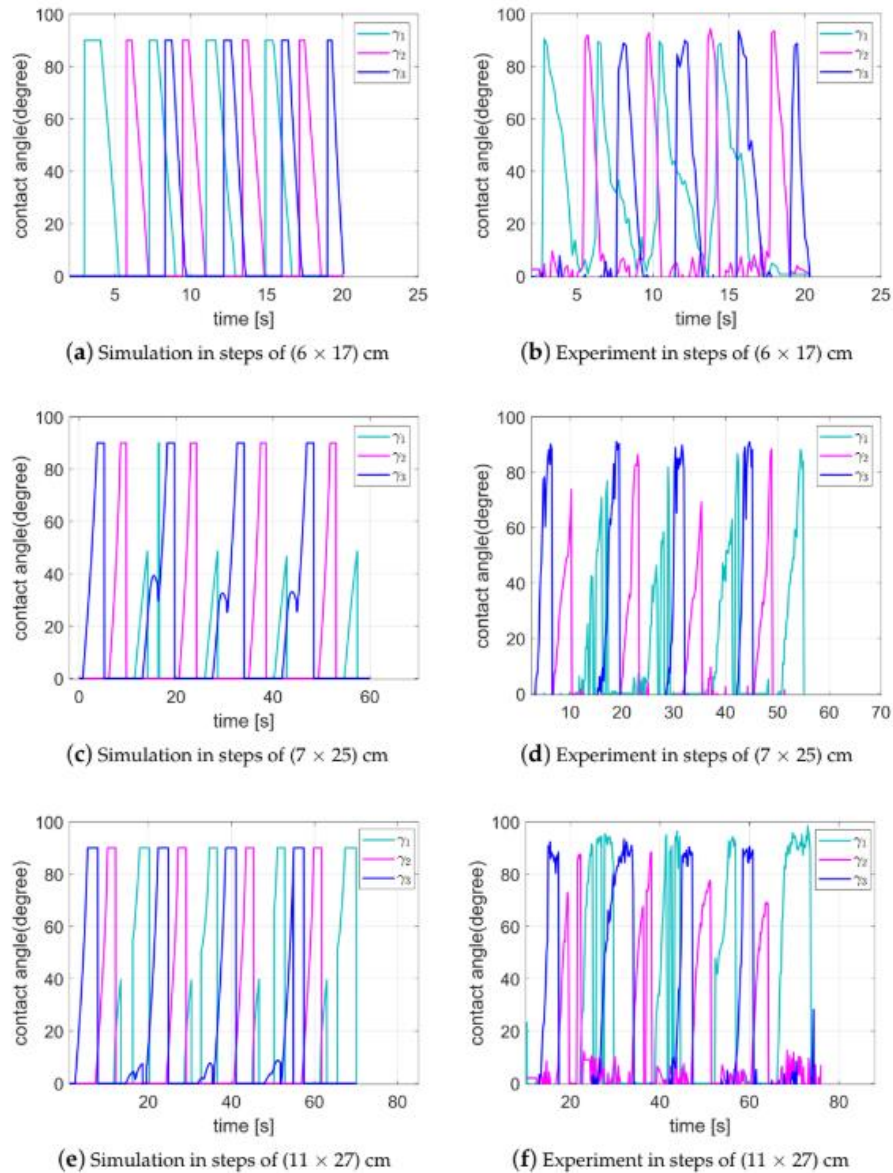 100
80
60
40
20
0
contact angle(degree)
γ1
γ2
γ3
5
10
15
20
25
time [s]
(a) Simulation in steps of (6 × 17) cm
100
80
60
40
20
0
contact angle(degree)
γ1
γ2
γ3
5
10
15
20
25
time [s]
(b) Experiment in steps of (6 × 17) cm
100
80
60
40
20
0
contact angle(degree)
γ1
γ2
γ3
0
20
40
60
time [s]
(c) Simulation in steps of (7 × 25) cm
100
80
60
40
20
0
contact angle(degree)
γ1
γ2
γ3
10
20
30
40
50
60
70
(d) Experiment in steps of (7 × 25) cm
100
80
60
40
20
0
contact angle(degree)
γ1
γ2
γ3
20
40
60
80
time [s]
(e) Simulation in steps of (11 × 27) cm
100
80
60
40
20
0
contact angle(degree)
γ1
γ2
γ3
20
40
60
80
time [s]
(f) Experiment in steps of (11 × 27) cm